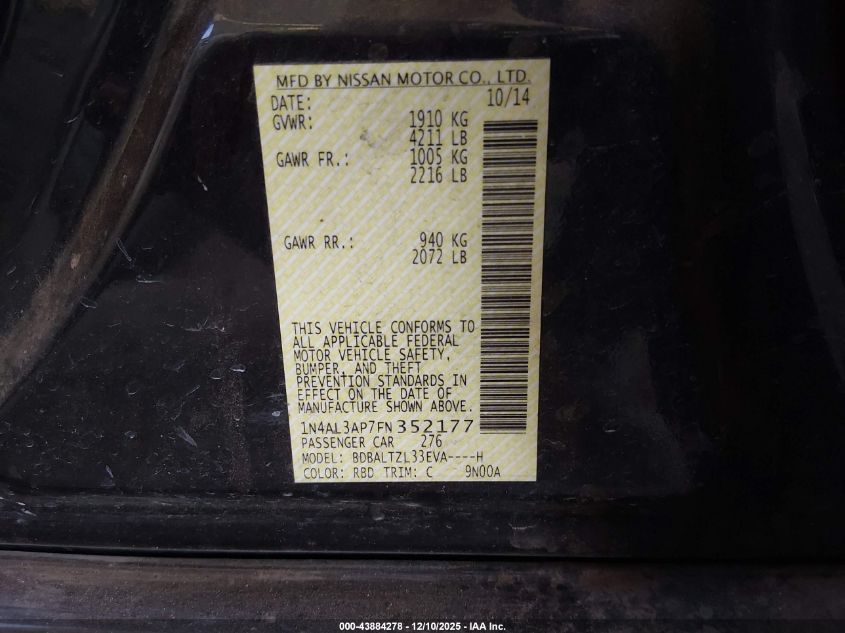 MFD BY NISSAN MOTOR CO., LTD.
DATE: 10/14
GVWR: 1910 KG
4211 LB
GAWR FR.: 1005 KG
2216 LB
GAWR RR.: 940 KG
2072 LB
THIS VEHICLE CONFORMS TO
ALL APPLICABLE FEDERAL
MOTOR VEHICLE SAFETY,
BUMPER, AND THEFT
PREVENTION STANDARDS IN
EFFECT ON THE DATE OF
MANUFACTURE SHOWN ABOVE.
1N4AL3AP7FN352177
PASSENGER CAR 276
MODEL: BDBALTZL33EVA----H
COLOR: RBD TRIM: C 9N00A
000-43884278 - 12/10/2025 - IAA Inc.